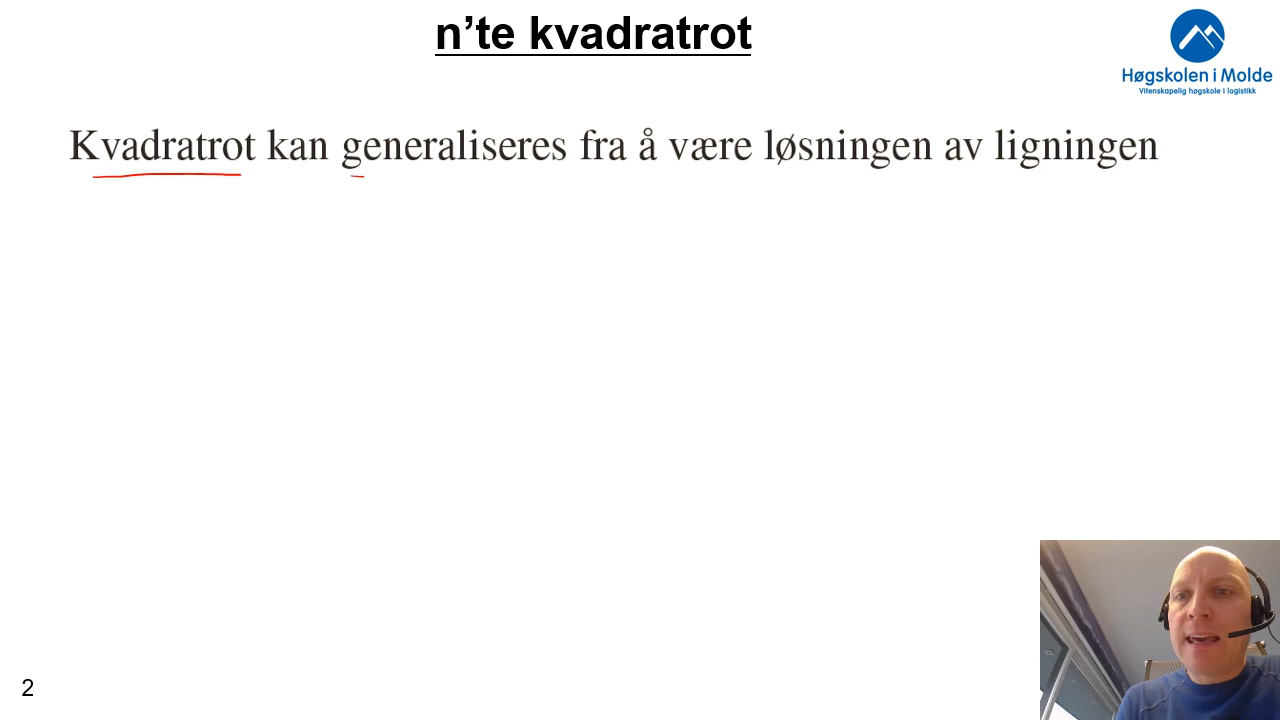 n’te kvadratrot
Høgskolen i Molde
Vitenskapelig høgskole i logistikk
Kvadratrot kan generaliseres fra å være løsningen av ligningen
2